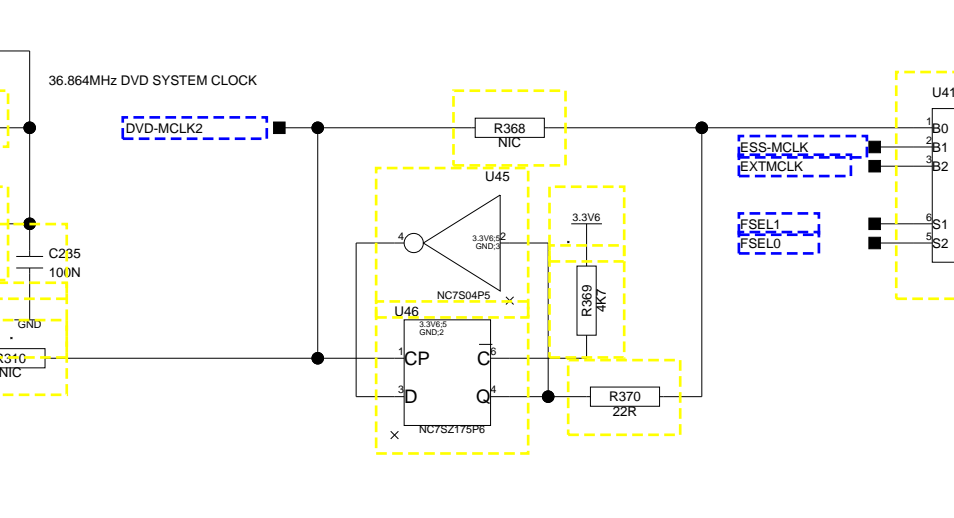 36.864MHz DVD SYSTEM CLOCK
U41
DVD-MCLK2
R368
NIC
1
B0
ESS-MCLK
2
B1
EXTMCLK
3
B2
U45
3.3V6
FSEL1
6
S1
FSEL0
5
S2
4
3.3V6;5
GND;3
2
C235
100N
R369
4K7
NC7S04P5
U46
GND
3.3V6;5
GND;2
R310
NIC
1
CP
C
6
3
D
Q
4
R370
22R
NC7SZ175P6